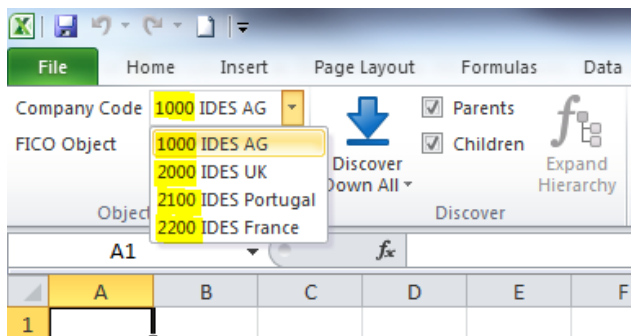 File Home Insert Page Layout Formulas Data
Company Code 1000 IDES AG
Parents
FICO Object
1000 IDES AG
Children
2000 IDES UK
Discover
Expand
2100 IDES Portugal
Down All
Hierarchy
2200 IDES France
Object
Discover
A1
fx
A B C D E F
1